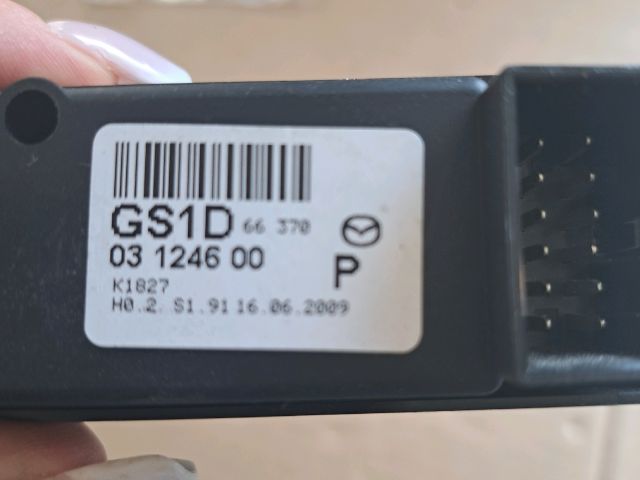 GS1D 66 370
03 1246 00
P
K1827
H0.2 S1.91 16.06.2009